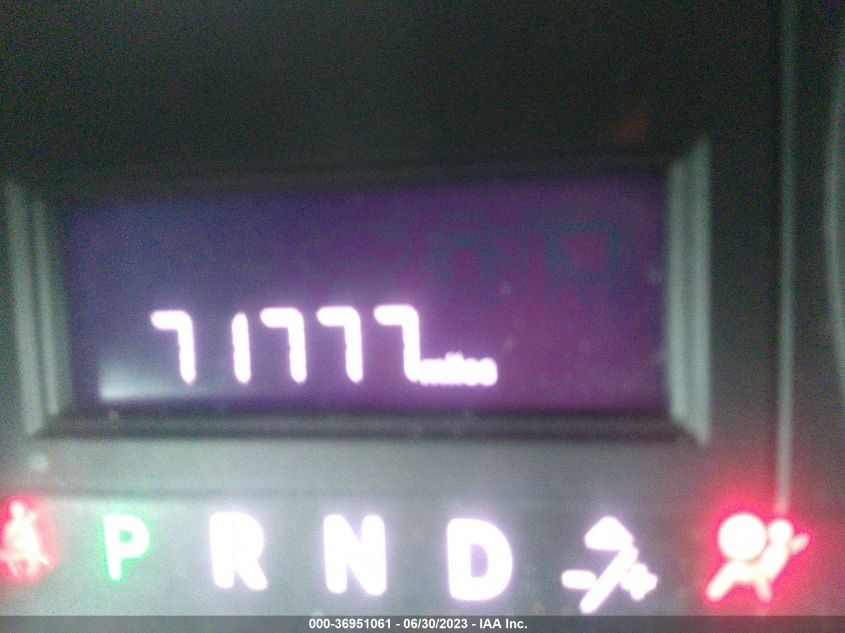 71777 miles
P R N D
000-36951061 - 06/30/2023 - IAA Inc.